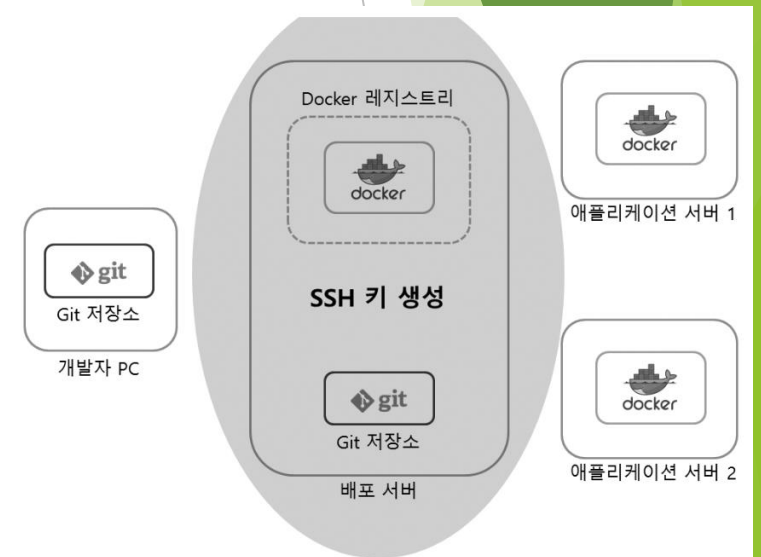 Docker 레지스트리
docker
SSH 키 생성
git
Git 저장소
배포 서버
git
Git 저장소
개발자 PC
docker
애플리케이션 서버 1
docker
애플리케이션 서버 2